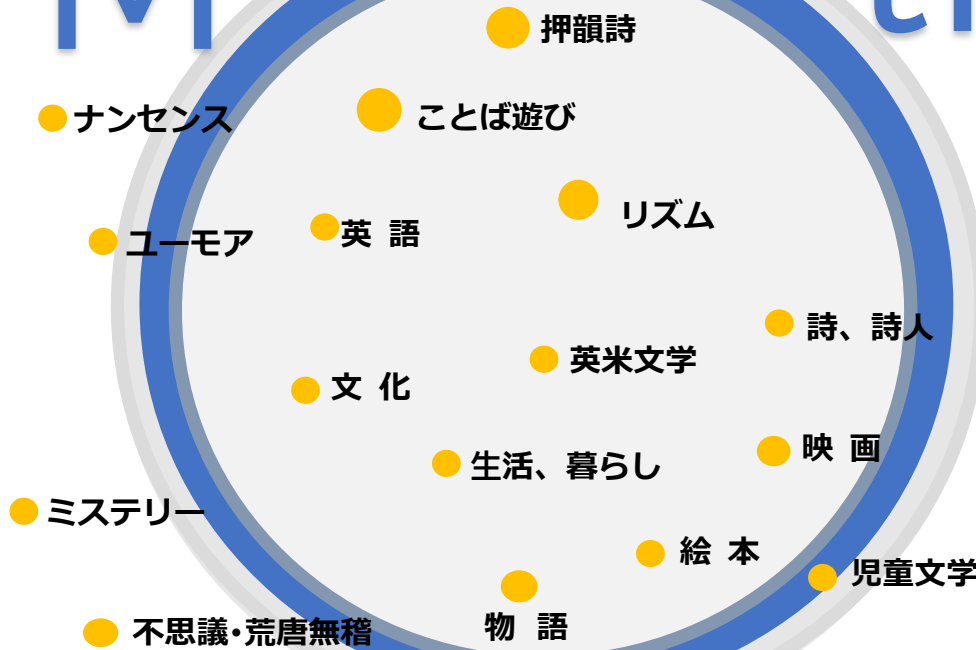 押韻詩
ナンセンス
ことば遊び
リズム
英 語
ユーモア
詩、詩人
英米文学
文 化
映 画
生活、暮らし
ミステリー
絵 本
児童文学
物 語
不思議・荒唐無稽